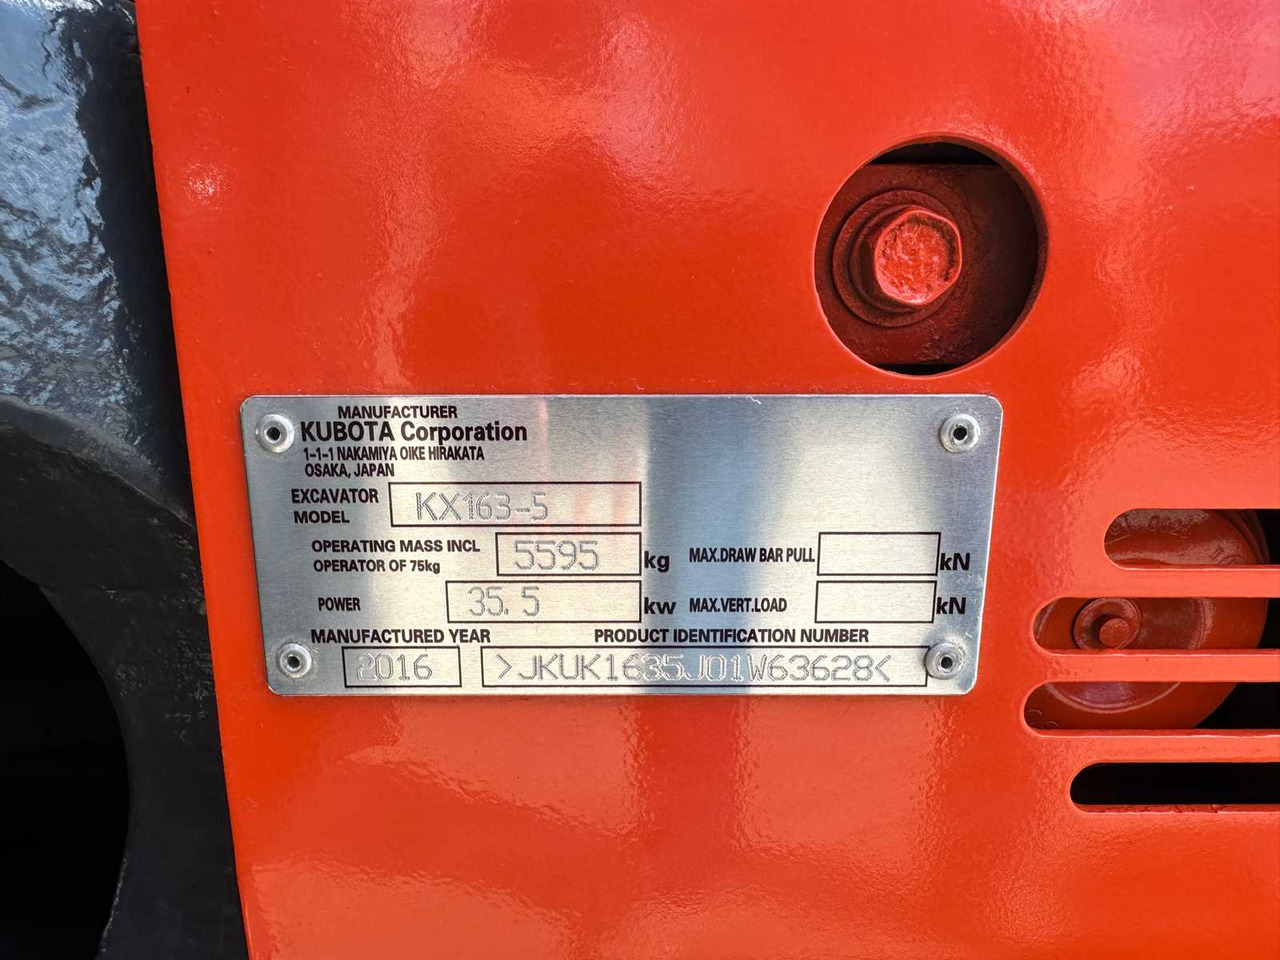 MANUFACTURER
KUBOTA Corporation
1-1-1 NAKAMIYA OIKE HIRAKATA
OSAKA, JAPAN
EXCAVATOR MODEL KX163-5
OPERATING MASS INCL OPERATOR OF 75kg 5595 kg MAX.DRAW BAR PULL kN
POWER 35.5 kw MAX.VERT.LOAD kN
MANUFACTURED YEAR PRODUCT IDENTIFICATION NUMBER
2016 >JKUK1635J01W63628<